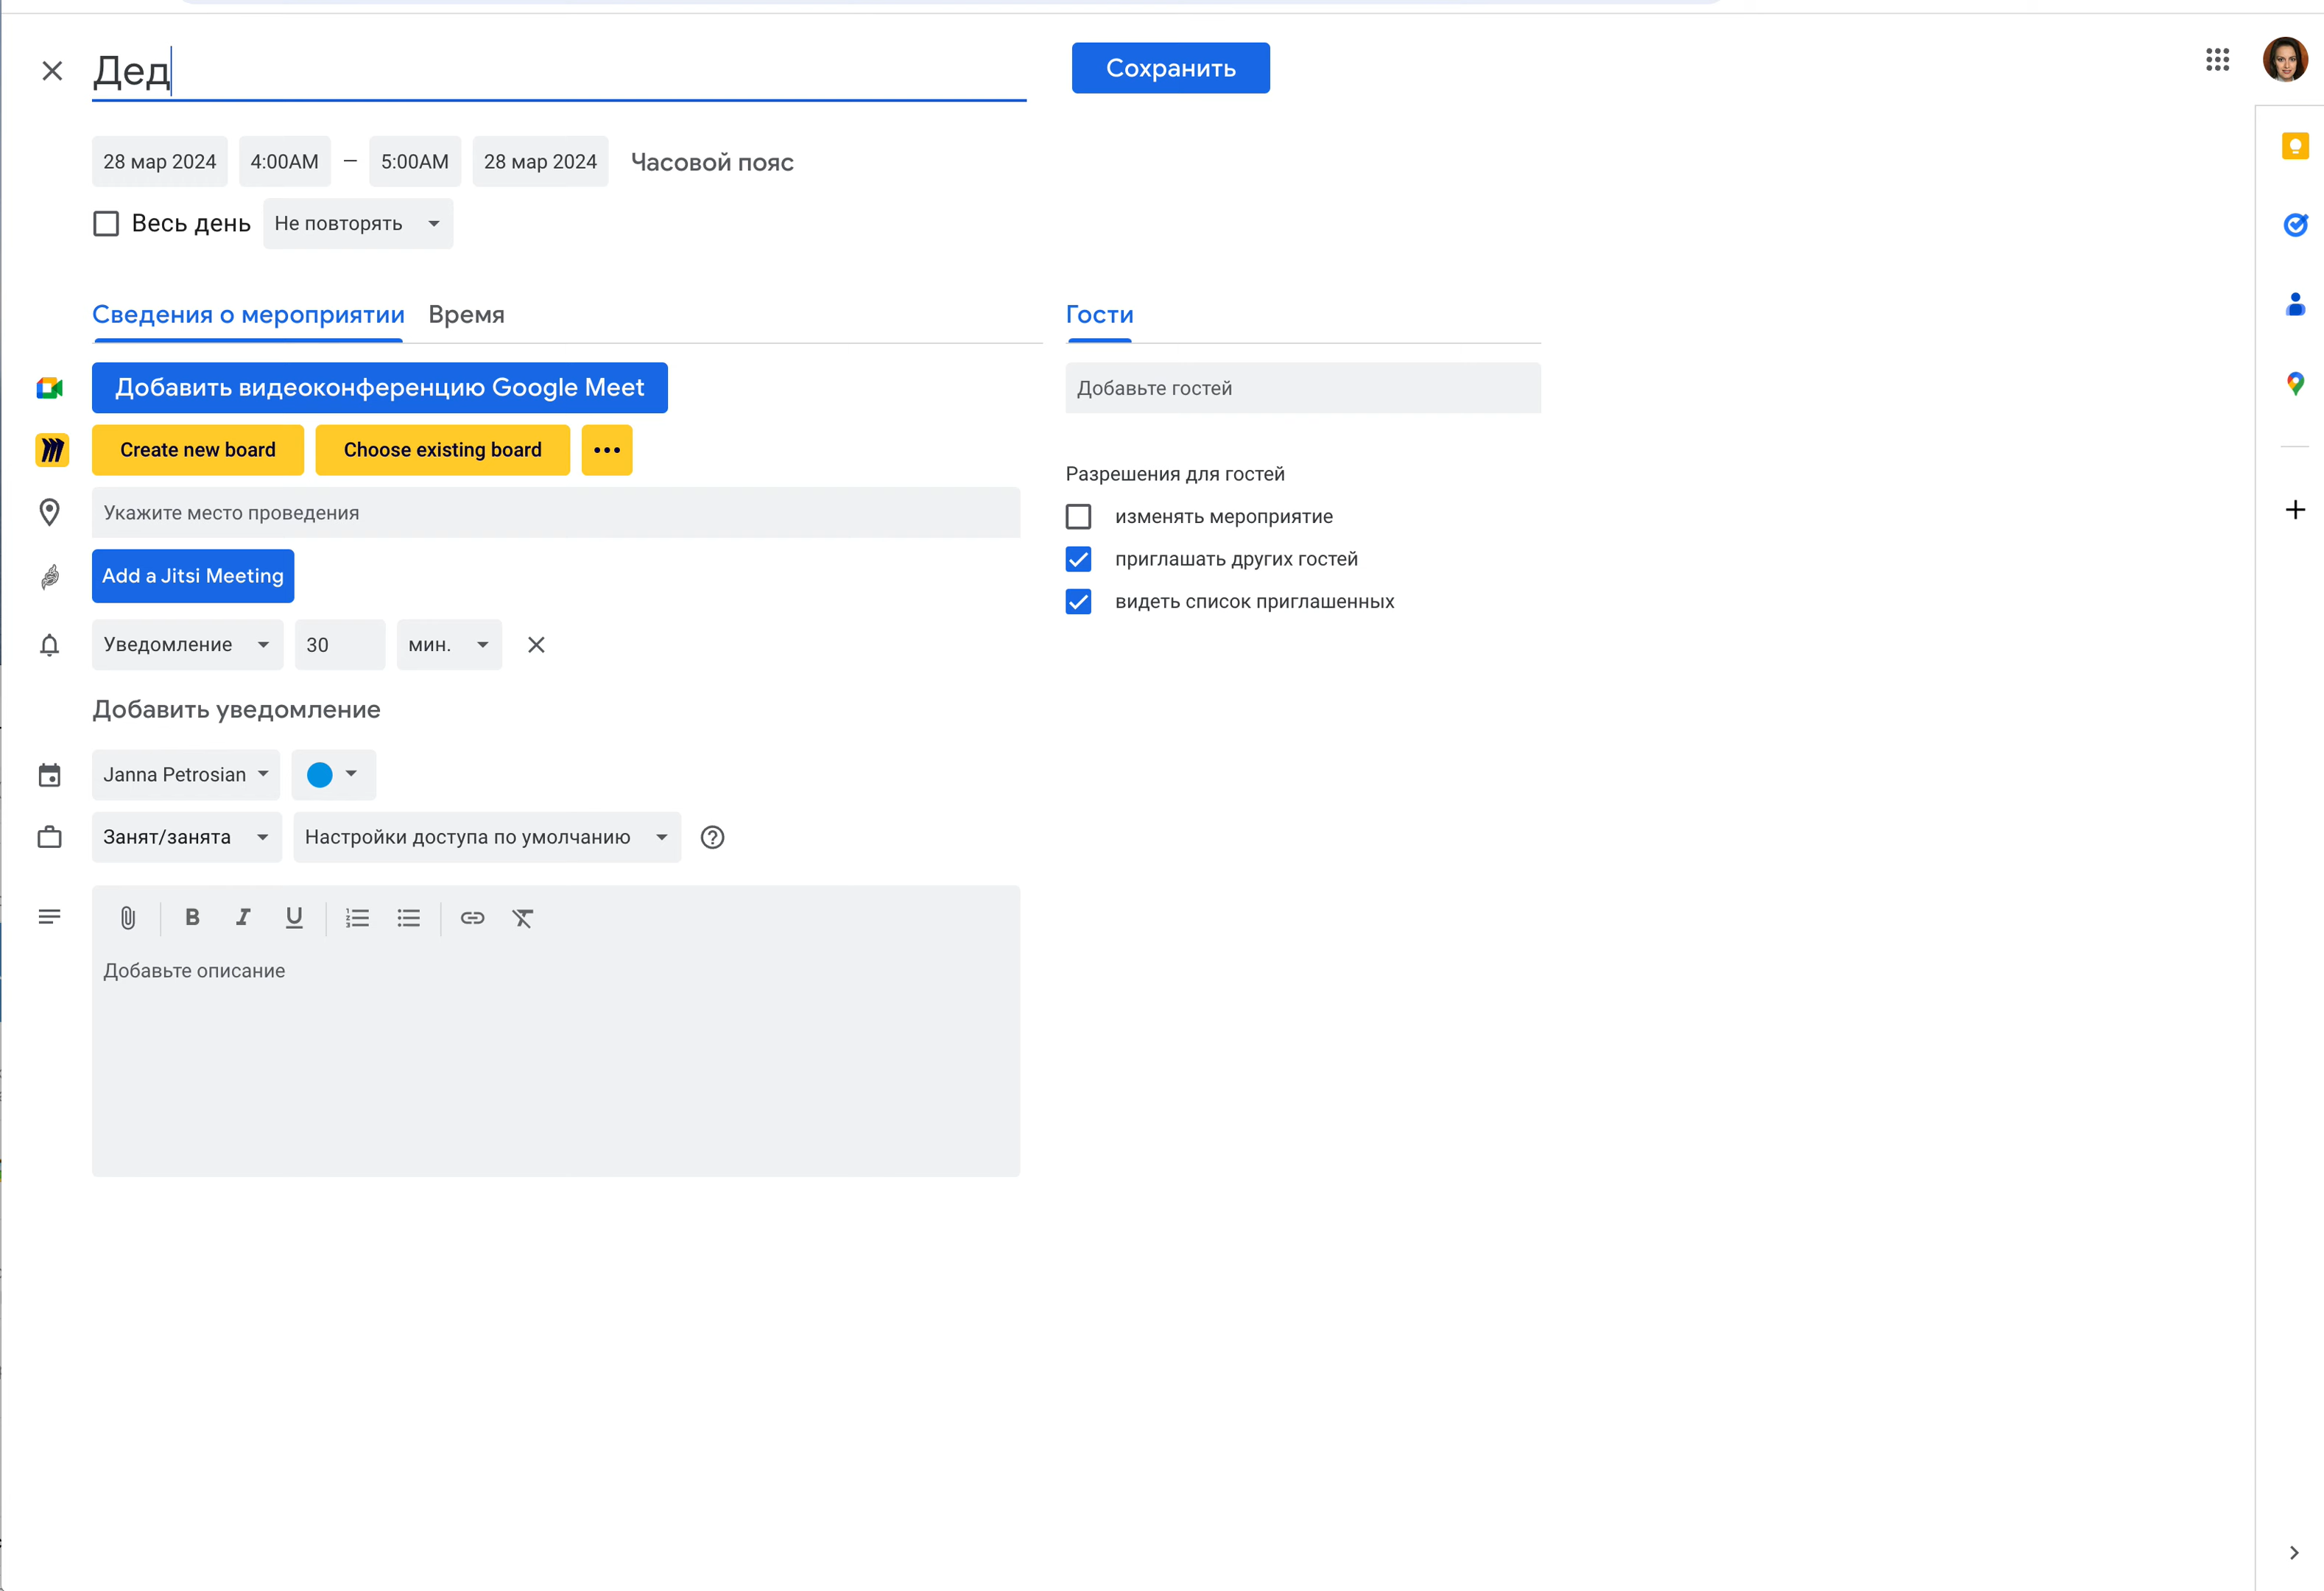 Дед
Сохранить
28 мар 2024 4:00AM – 5:00AM 28 мар 2024 Часовой пояс
Весь день Не повторять
Сведения о мероприятии Время
Добавить видеоконференцию Google Meet
Create new board Choose existing board
Укажите место проведения
Add a Jitsi Meeting
Уведомление 30 мин.
Добавить уведомление
Janna Petrosian
Занят/занята Настройки доступа по умолчанию
B I U
Добавьте описание
Гости
Добавьте гостей
Разрешения для гостей
изменять мероприятие
приглашать других гостей
видеть список приглашенных